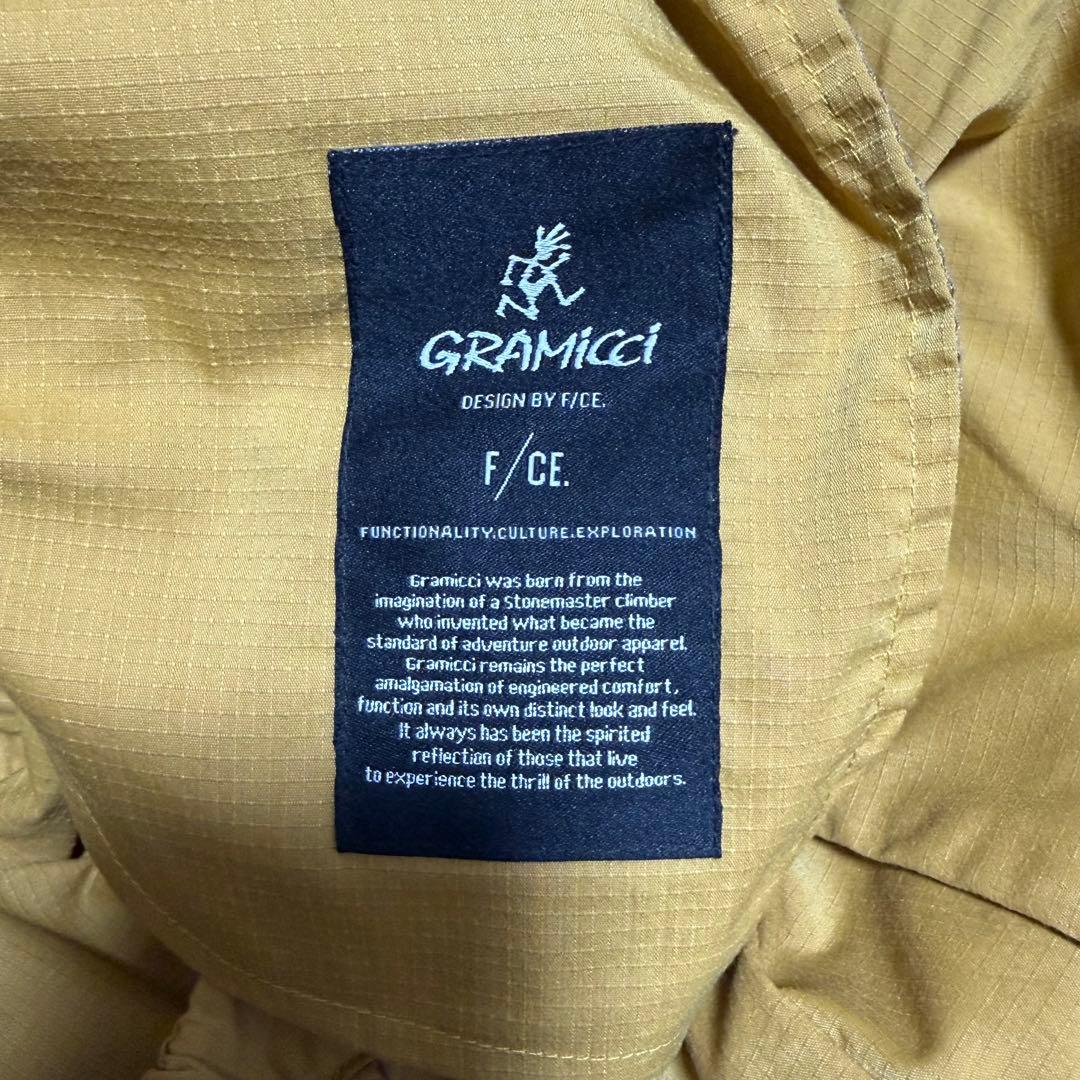 GRAMiCCi
DESIGN BY F/CE.
F/CE.
FUNCTIONALITY.CULTURE.EXPLORATION
Gramicci was born from the
imagination of a Stonemaster climber
who invented what became the
standard of adventure outdoor apparel.
Gramicci remains the perfect
amalgamation of engineered comfort,
function and its own distinct look and feel.
It always has been the spirited
reflection of those that live
to experience the thrill of the outdoors.